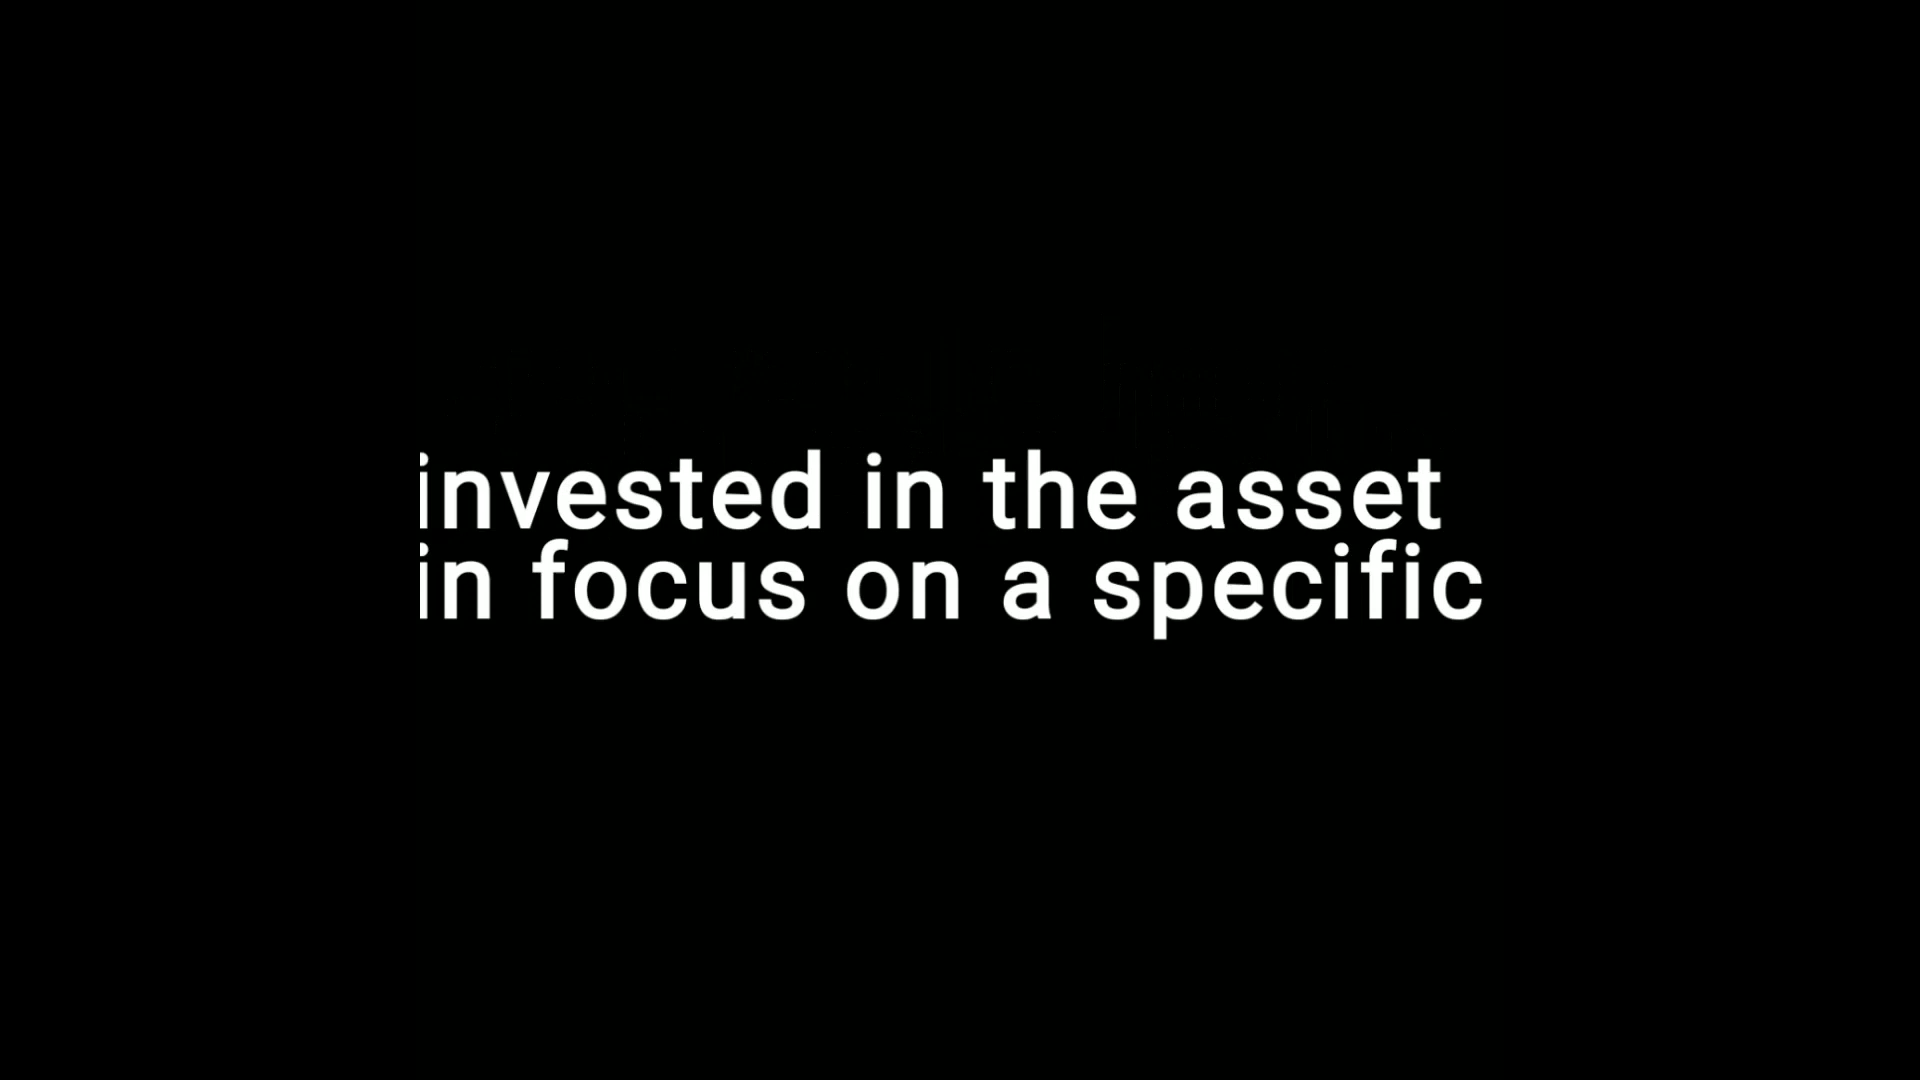 invested in the asset
in focus on a specific